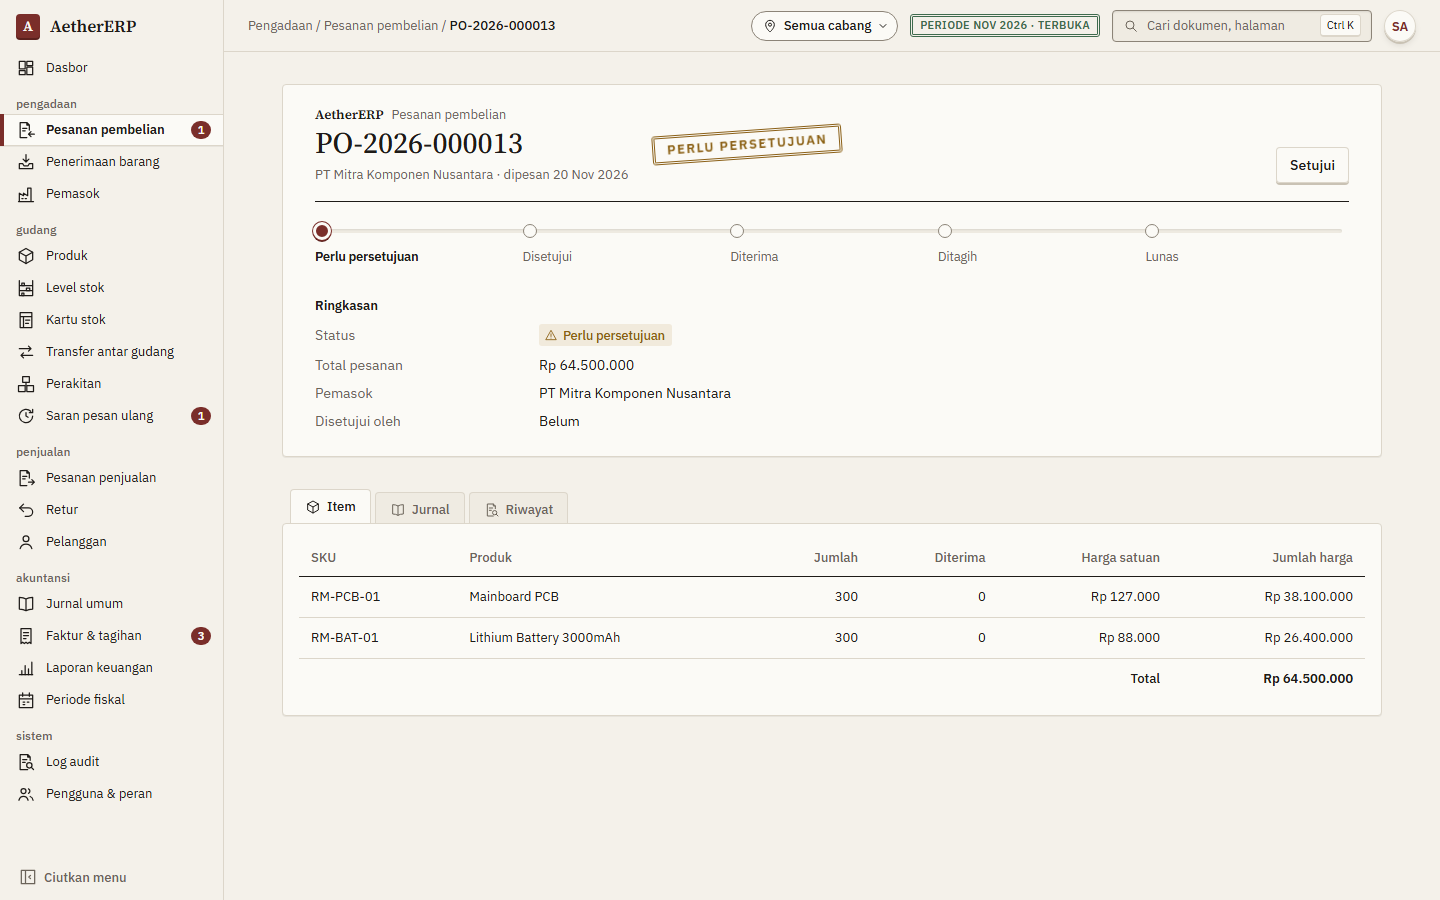 A AetherERP
Pengadaan / Pesanan pembelian / PO-2026-000013
Semua cabang
PERIODE NOV 2026 · TERBUKA
Cari dokumen, halaman
Ctrl K
SA
Dasbor
pengadaan
Pesanan pembelian 1
Penerimaan barang
Pemasok
gudang
Produk
Level stok
Kartu stok
Transfer antar gudang
Perakitan
Saran pesan ulang 1
penjualan
Pesanan penjualan
Retur
Pelanggan
akuntansi
Jurnal umum
Faktur & tagihan 3
Laporan keuangan
Periode fiskal
sistem
Log audit
Pengguna & peran
Ciutkan menu
AetherERP Pesanan pembelian
PO-2026-000013
PERLU PERSETUJUAN
PT Mitra Komponen Nusantara · dipesan 20 Nov 2026
Setujui
Perlu persetujuan Disetujui Diterima Ditagih Lunas
Ringkasan
Status Perlu persetujuan
Total pesanan Rp 64.500.000
Pemasok PT Mitra Komponen Nusantara
Disetujui oleh Belum
Item Jurnal Riwayat
SKU Produk Jumlah Diterima Harga satuan Jumlah harga
RM-PCB-01 Mainboard PCB 300 0 Rp 127.000 Rp 38.100.000
RM-BAT-01 Lithium Battery 3000mAh 300 0 Rp 88.000 Rp 26.400.000
Total Rp 64.500.000